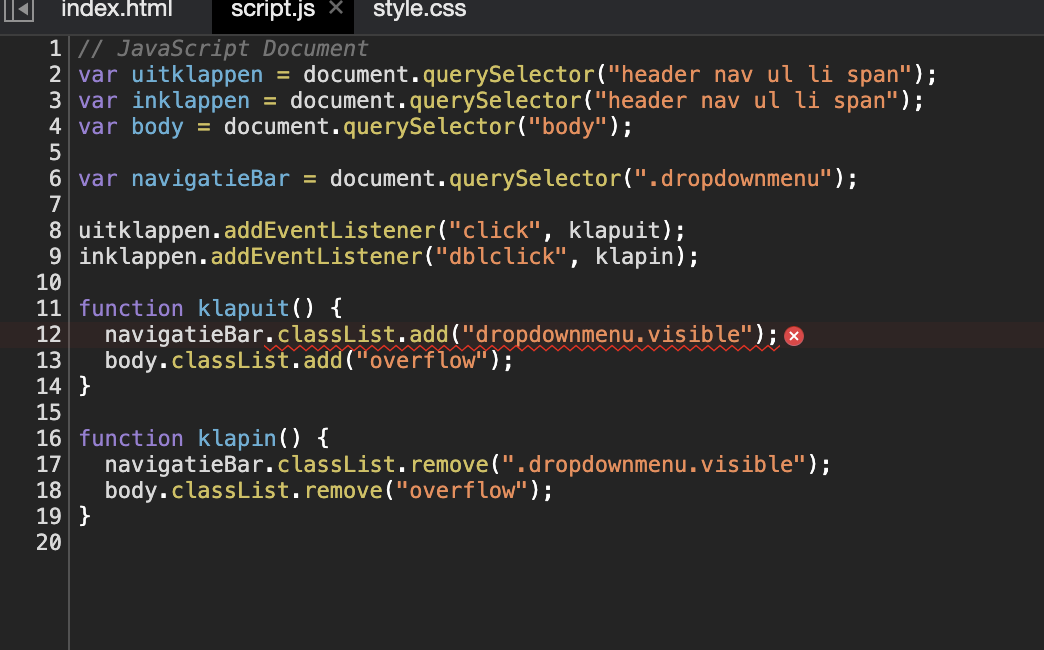 index.html script.js × style.css
1 // JavaScript Document
2 var uitklappen = document.querySelector("header nav ul li span");
3 var inklappen = document.querySelector("header nav ul li span");
4 var body = document.querySelector("body");
5
6 var navigatieBar = document.querySelector(".dropdownmenu");
7
8 uitklappen.addEventListener("click", klapuit);
9 inklappen.addEventListener("dblclick", klapin);
10
11 function klapuit() {
12   navigatieBar.classList.add("dropdownmenu.visible");
13   body.classList.add("overflow");
14 }
15
16 function klapin() {
17   navigatieBar.classList.remove(".dropdownmenu.visible");
18   body.classList.remove("overflow");
19 }
20